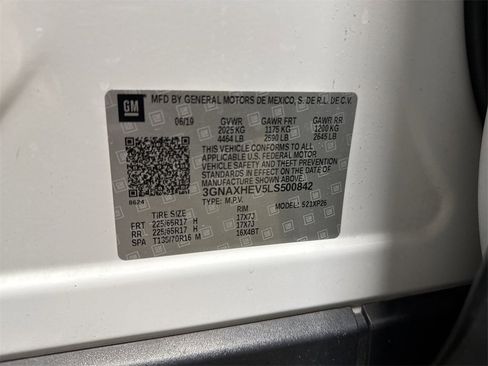 GM
MFD BY GENERAL MOTORS DE MEXICO, S. DE R.L. DE C.V.
06/19 GVWR GAWR FRT GAWR RR
2025 KG 1175 KG 1200 KG
4464 LB 2590 LB 2645 LB
THIS VEHICLE CONFORMS TO ALL
APPLICABLE U.S. FEDERAL MOTOR
VEHICLE SAFETY AND THEFT PREVENTION
STANDARDS IN EFFECT ON THE DATE OF
MANUFACTURE SHOWN ABOVE.
3GNAXHEV5LS500842
8624 TYPE: M.P.V. MODEL: 521XP26
TIRE SIZE RIM
FRT 225/65R17 H 17X7J
RR 225/65R17 H 17X7J
SPA T135/70R16 M 16X4BT